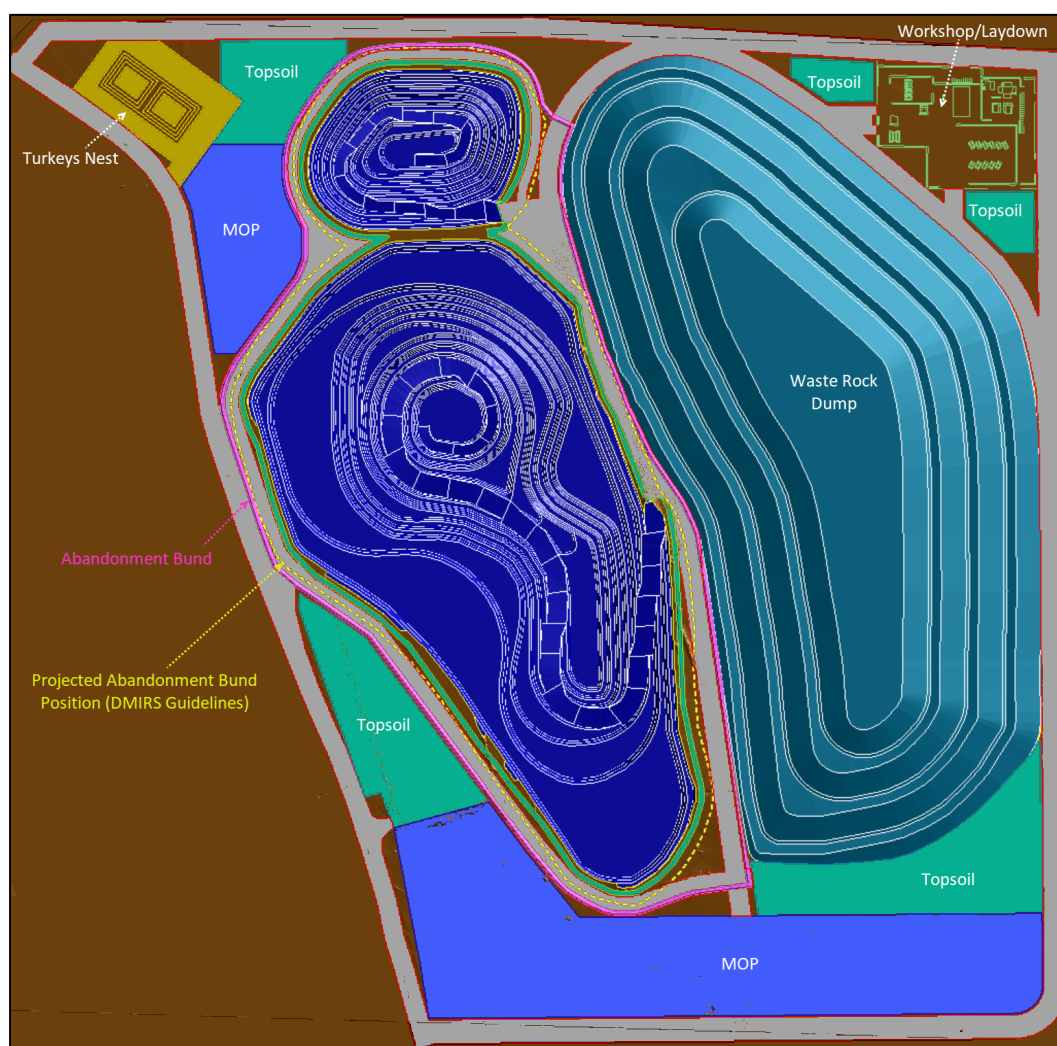 Workshop/Laydown
Topsoil
Topsoil
Turkeys Nest
Topsoil
MOP
Waste Rock
Dump
Abandonment Bund
Projected Abandonment Bund
Position (DMIRS Guidelines)
Topsoil
Topsoil
MOP